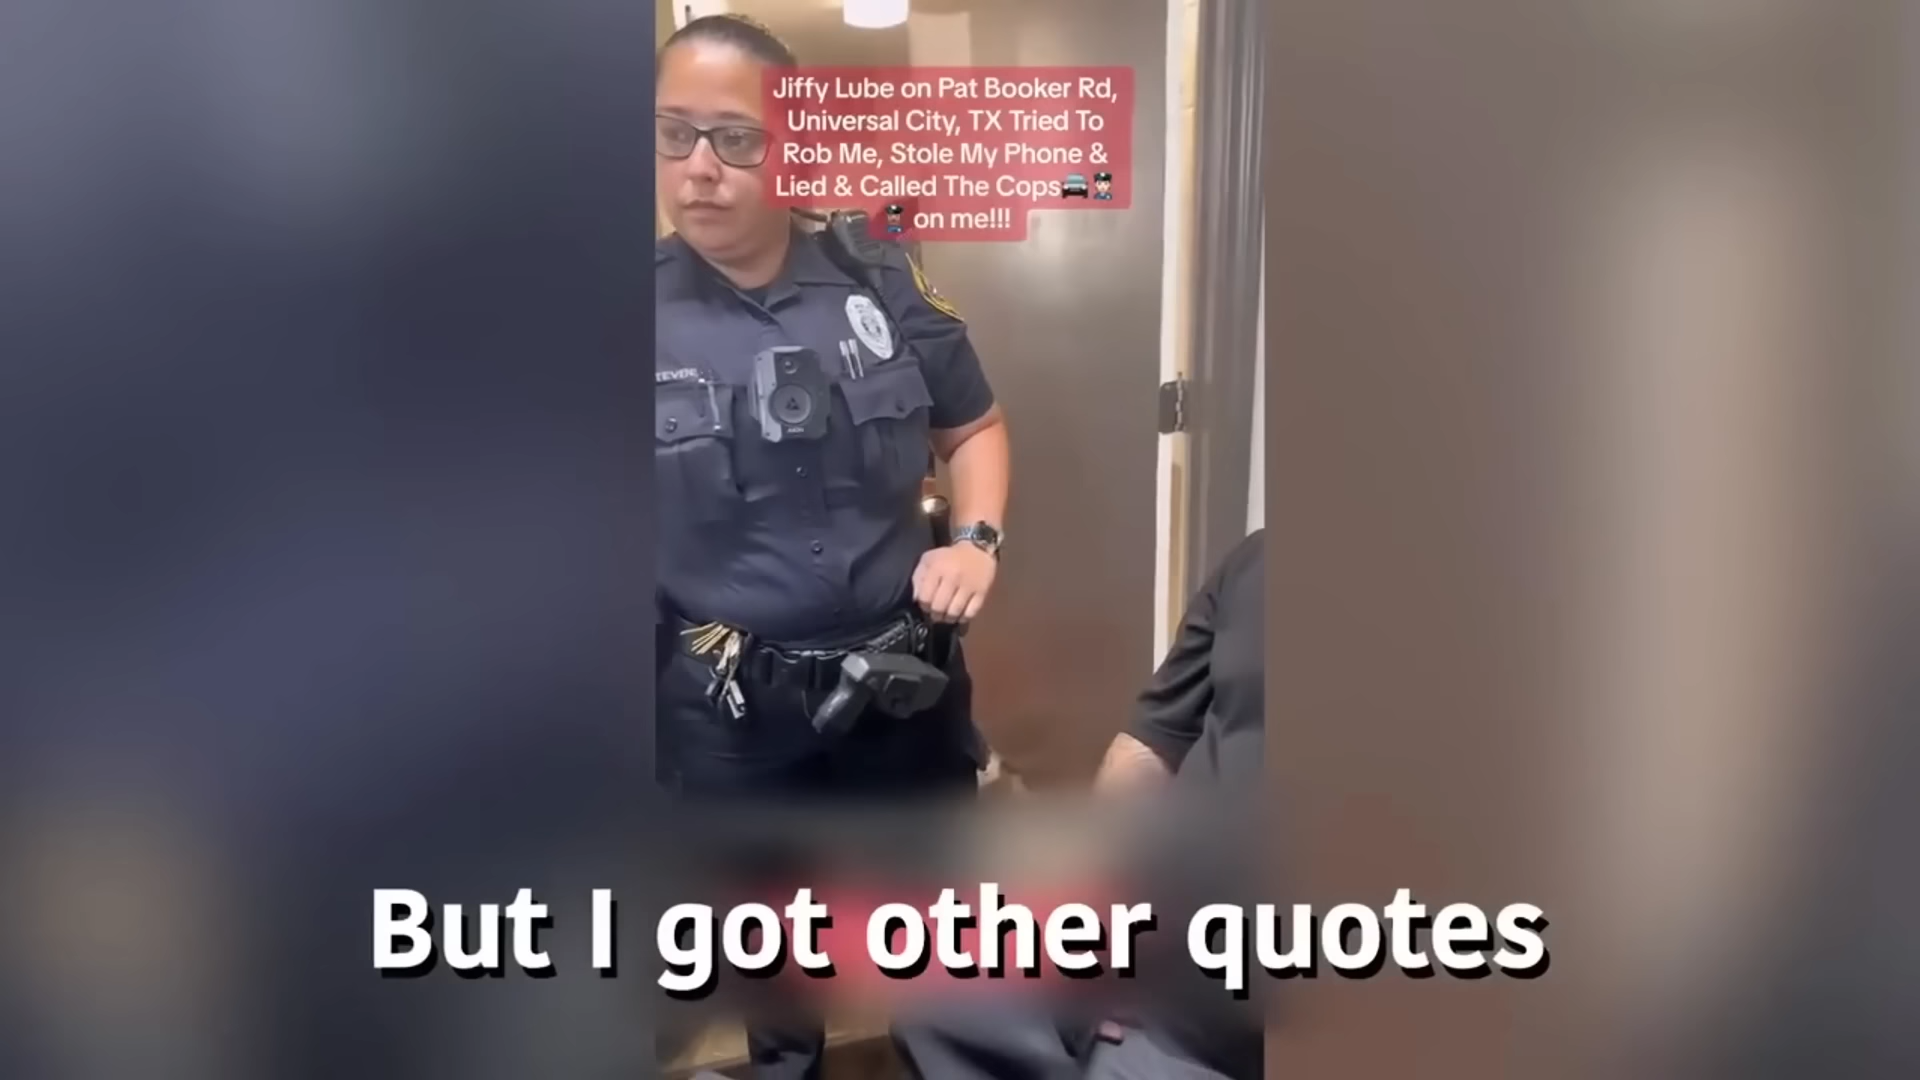 Jiffy Lube on Pat Booker Rd,
Universal City, TX Tried To
Rob Me, Stole My Phone &
Lied & Called The Cops🚘👮🏻
👮🏽 on me!!!
But I got other quotes